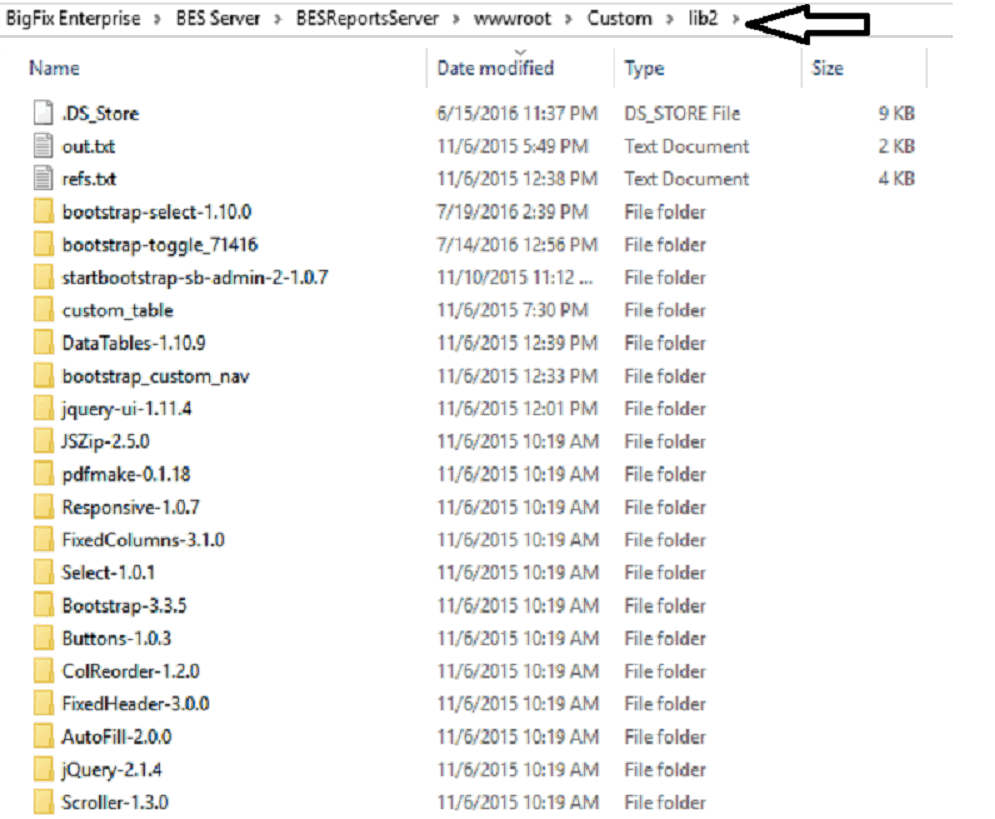 BigFix Enterprise › BES Server › BESReportsServer › wwwroot › Custom › lib2 ›
Name Date modified Type Size
.DS_Store 6/15/2016 11:37 PM DS_STORE File 9 KB
out.txt 11/6/2015 5:49 PM Text Document 2 KB
refs.txt 11/6/2015 12:38 PM Text Document 4 KB
bootstrap-select-1.10.0 7/19/2016 2:39 PM File folder
bootstrap-toggle_71416 7/14/2016 12:56 PM File folder
startbootstrap-sb-admin-2-1.0.7 11/10/2015 11:12 ... File folder
custom_table 11/6/2015 7:30 PM File folder
DataTables-1.10.9 11/6/2015 12:39 PM File folder
bootstrap_custom_nav 11/6/2015 12:33 PM File folder
jquery-ui-1.11.4 11/6/2015 12:01 PM File folder
JSZip-2.5.0 11/6/2015 10:19 AM File folder
pdfmake-0.1.18 11/6/2015 10:19 AM File folder
Responsive-1.0.7 11/6/2015 10:19 AM File folder
FixedColumns-3.1.0 11/6/2015 10:19 AM File folder
Select-1.0.1 11/6/2015 10:19 AM File folder
Bootstrap-3.3.5 11/6/2015 10:19 AM File folder
Buttons-1.0.3 11/6/2015 10:19 AM File folder
ColReorder-1.2.0 11/6/2015 10:19 AM File folder
FixedHeader-3.0.0 11/6/2015 10:19 AM File folder
AutoFill-2.0.0 11/6/2015 10:19 AM File folder
jQuery-2.1.4 11/6/2015 10:19 AM File folder
Scroller-1.3.0 11/6/2015 10:19 AM File folder